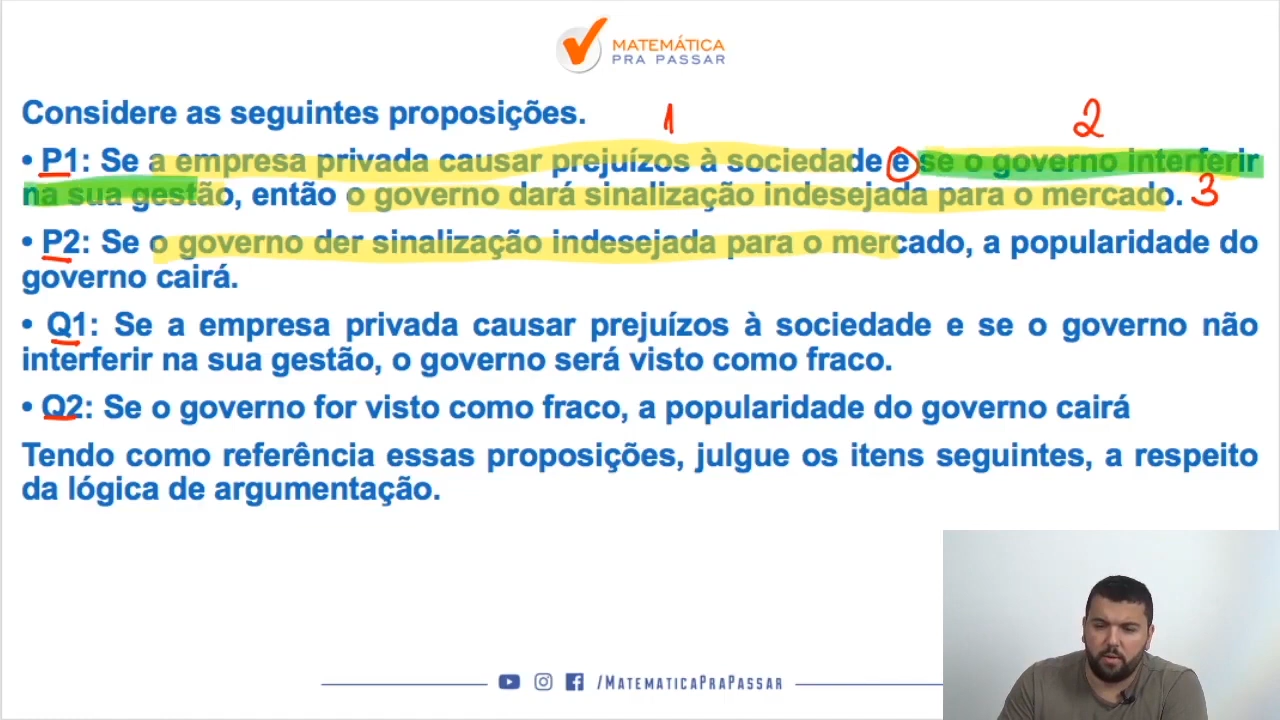 MATEMÁTICA
PRA PASSAR
Considere as seguintes proposições.
1
2
• P1: Se a empresa privada causar prejuízos à sociedade e se o governo interferir
na sua gestão, então o governo dará sinalização indesejada para o mercado. 3
• P2: Se o governo der sinalização indesejada para o mercado, a popularidade do
governo cairá.
• Q1: Se a empresa privada causar prejuízos à sociedade e se o governo não
interferir na sua gestão, o governo será visto como fraco.
• Q2: Se o governo for visto como fraco, a popularidade do governo cairá
Tendo como referência essas proposições, julgue os itens seguintes, a respeito
da lógica de argumentação.
/MATEMATICAPRAPASSAR